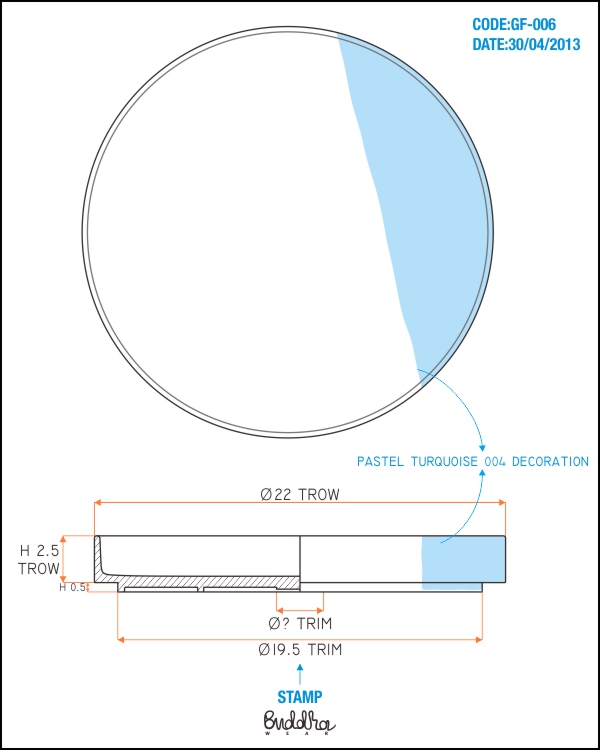 CODE:GF-006
DATE:30/04/2013
PASTEL TURQUOISE 004 DECORATION
Ø22 TROW
H 2.5
TROW
H 0.5
Ø? TRIM
Ø19.5 TRIM
STAMP
Buddha
WEAR